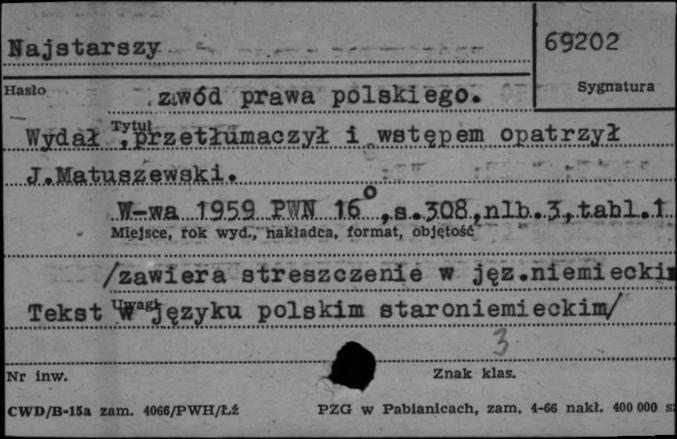 Najstarszy
69202
Hasło
Sygnatura
zwód prawa polskiego.
Tytuł
Wydał, przetłumaczył i wstępem opatrzył
J.Matuszewski.
W-wa 1959 PWN 16o,s.308,nlb.3,tabl.1
Miejsce, rok wyd., nakładca, format, objętość
/zawiera streszczenie w jęz.niemiecki
Uwagi
Tekst w języku polskim staroniemieckim/
3
Nr inw.
Znak klas.
CWD/B-15a zam. 4066/PWH/Łź
PZG w Pabianicach, zam. 4-66 nakł. 400 000 s